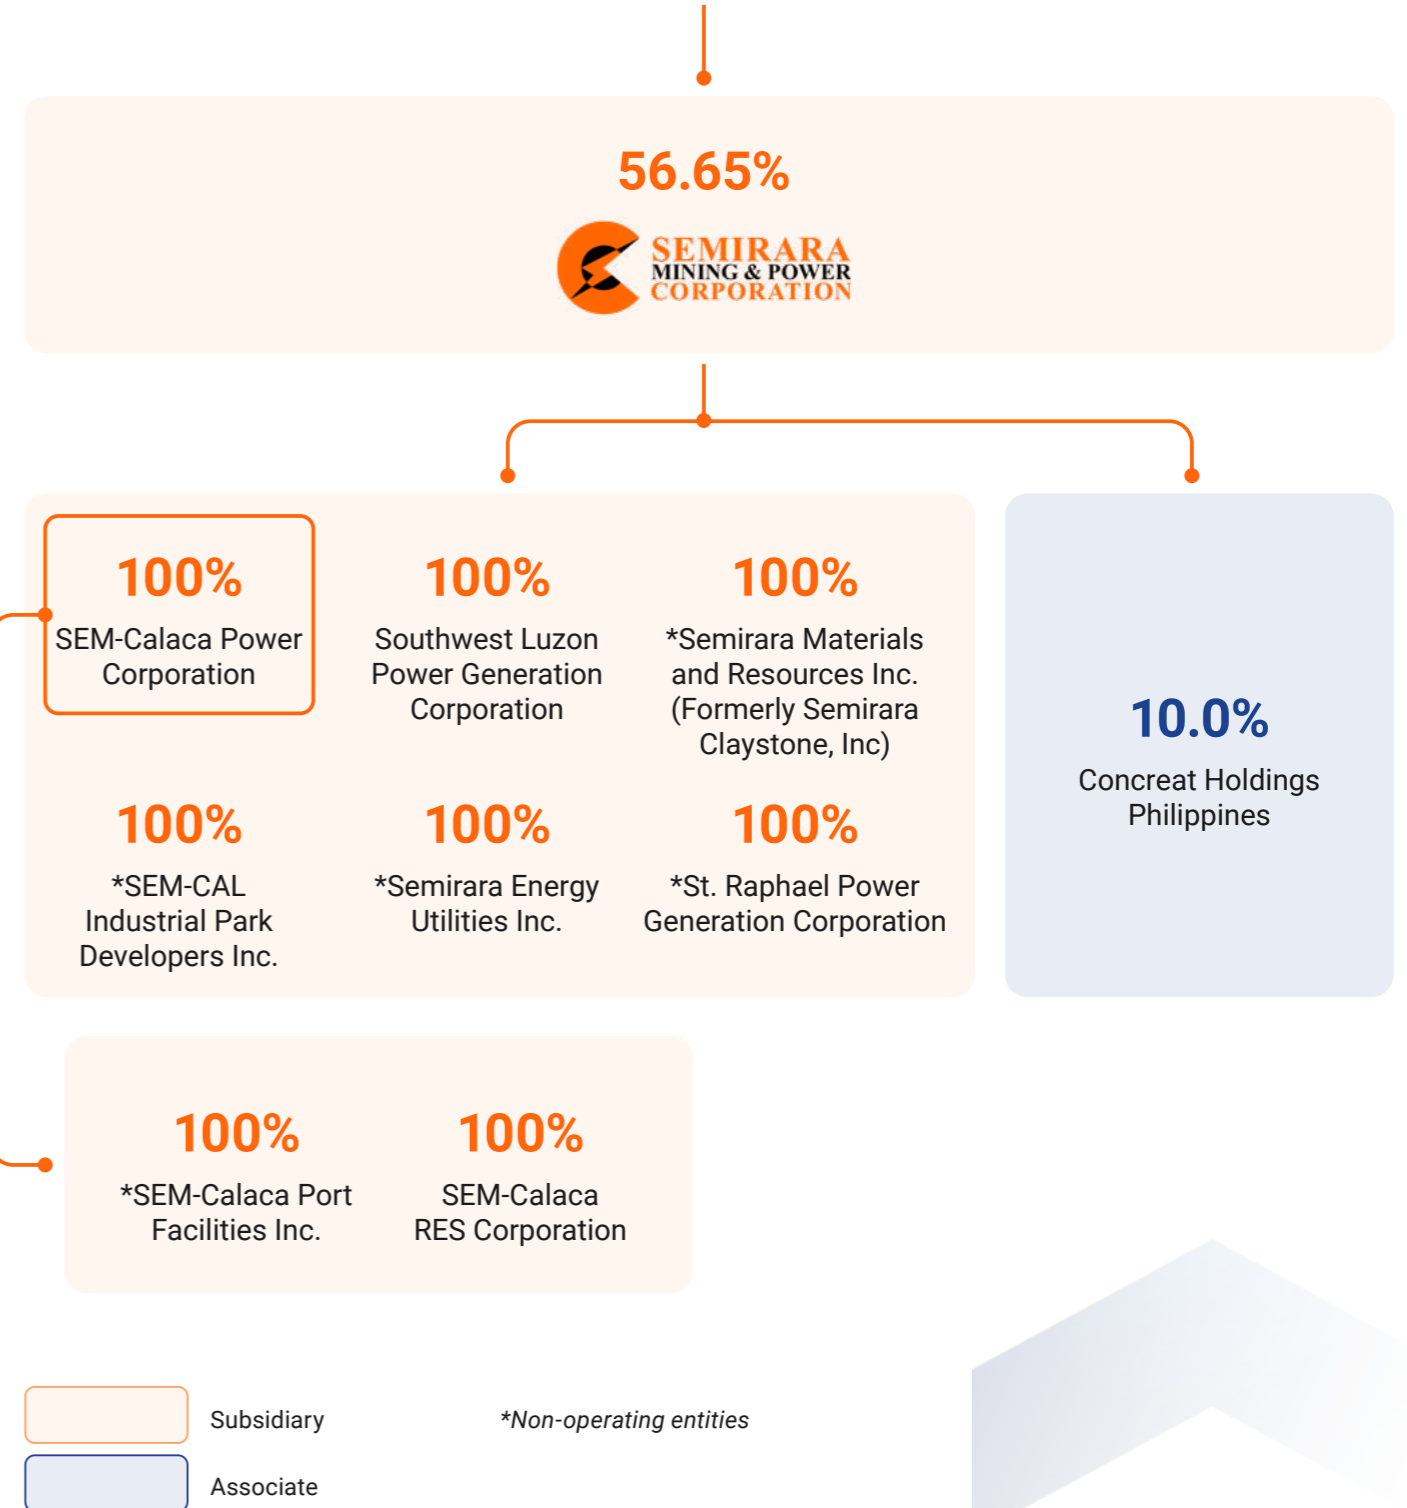 56.65%
SEMIRARA
MINING & POWER
CORPORATION
100%
SEM-Calaca Power
Corporation
100%
Southwest Luzon
Power Generation
Corporation
100%
*Semirara Materials
and Resources Inc.
(Formerly Semirara
Claystone, Inc)
100%
*SEM-CAL
Industrial Park
Developers Inc.
100%
*Semirara Energy
Utilities Inc.
100%
*St. Raphael Power
Generation Corporation
10.0%
Concreat Holdings
Philippines
100%
*SEM-Calaca Port
Facilities Inc.
100%
SEM-Calaca
RES Corporation
Subsidiary
*Non-operating entities
Associate